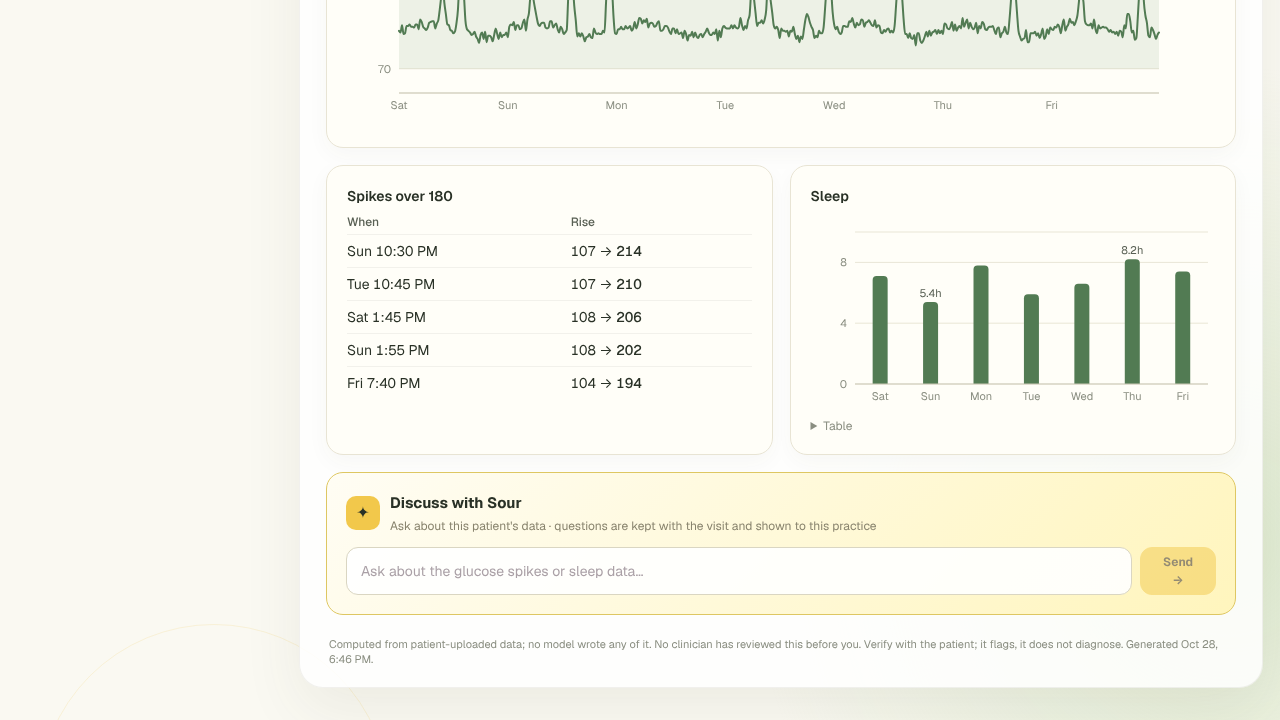 70
Sat Sun Mon Tue Wed Thu Fri
Spikes over 180
When Rise
Sun 10:30 PM 107 → 214
Tue 10:45 PM 107 → 210
Sat 1:45 PM 108 → 206
Sun 1:55 PM 108 → 202
Fri 7:40 PM 104 → 194
Sleep
8.2h
8
5.4h
4
0
Sat Sun Mon Tue Wed Thu Fri
▶ Table
✦
Discuss with Sour
Ask about this patient's data · questions are kept with the visit and shown to this practice
Ask about the glucose spikes or sleep data…
Send
→
Computed from patient-uploaded data; no model wrote any of it. No clinician has reviewed this before you. Verify with the patient; it flags, it does not diagnose. Generated Oct 28,
6:46 PM.